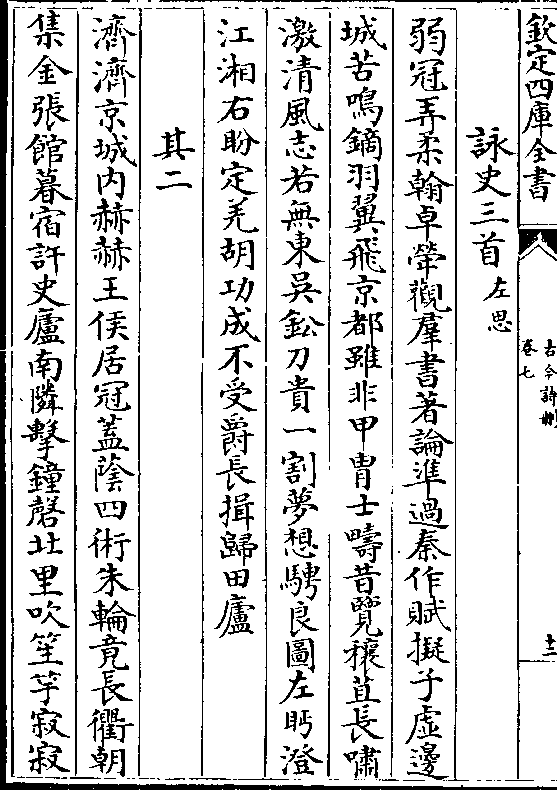 欽定四庫全書
古今詩刪
卷七
十二
詠史三首 左思
弱冠弄柔翰卓犖觀羣書著論準過秦作賦擬子虛邊
城苦鳴鏑羽翼飛京都雖非甲胄士疇昔覽穰苴長嘯
激清風志若無東吳鈆刀貴一割夢想騁良圖左眄澄
江湘右盼定羌胡功成不受爵長揖歸田廬
其二
濟濟京城內赫赫王侯居冠蓋蔭四術朱輪竟長衢朝
集金張館暮宿許史廬南隣擊鐘磬北里吹笙竽寂寂